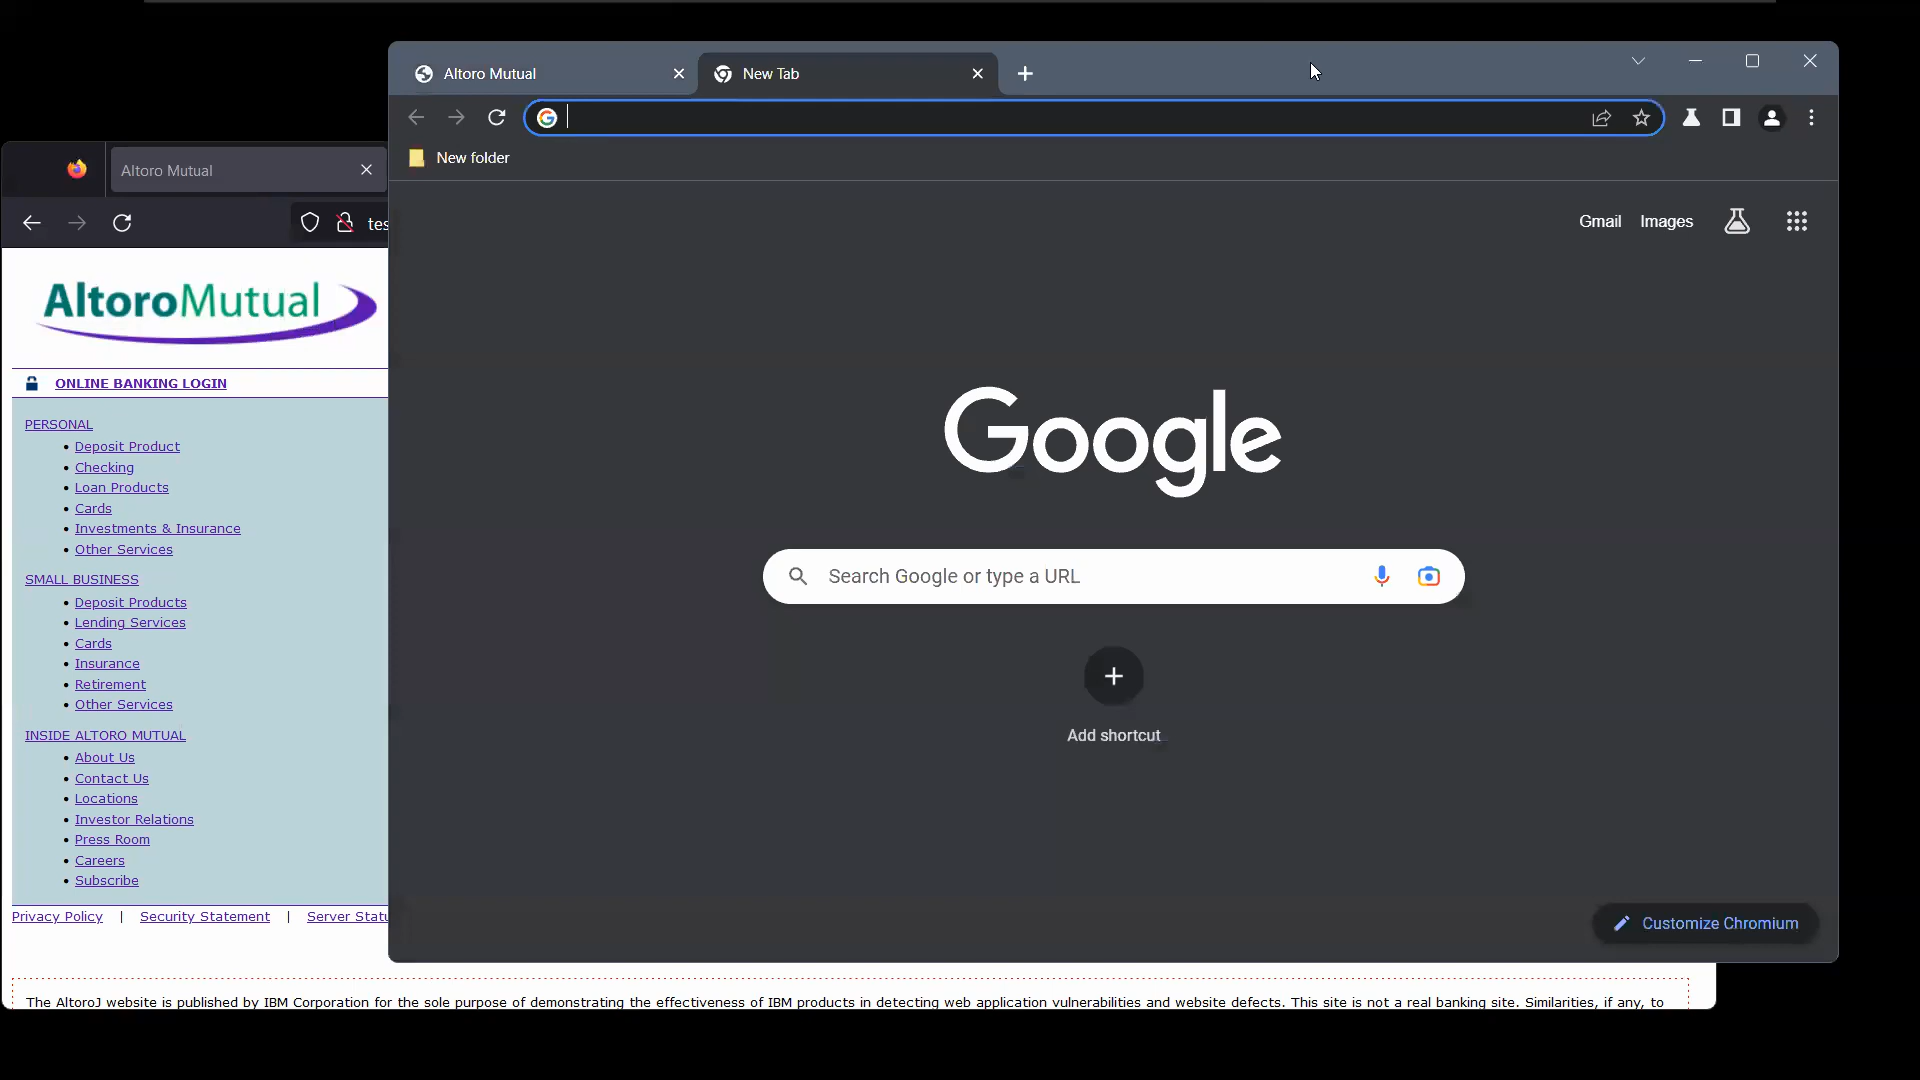 Altoro Mutual
New Tab
New folder
Gmail Images
Google
Search Google or type a URL
Add shortcut
Customize Chromium
Altoro Mutual
tes
AltoroMutual
ONLINE BANKING LOGIN
PERSONAL
Deposit Product
Checking
Loan Products
Cards
Investments & Insurance
Other Services
SMALL BUSINESS
Deposit Products
Lending Services
Cards
Insurance
Retirement
Other Services
INSIDE ALTORO MUTUAL
About Us
Contact Us
Locations
Investor Relations
Press Room
Careers
Subscribe
Privacy Policy | Security Statement | Server Statu
The AltoroJ website is published by IBM Corporation for the sole purpose of demonstrating the effectiveness of IBM products in detecting web application vulnerabilities and website defects. This site is not a real banking site. Similarities, if any, to